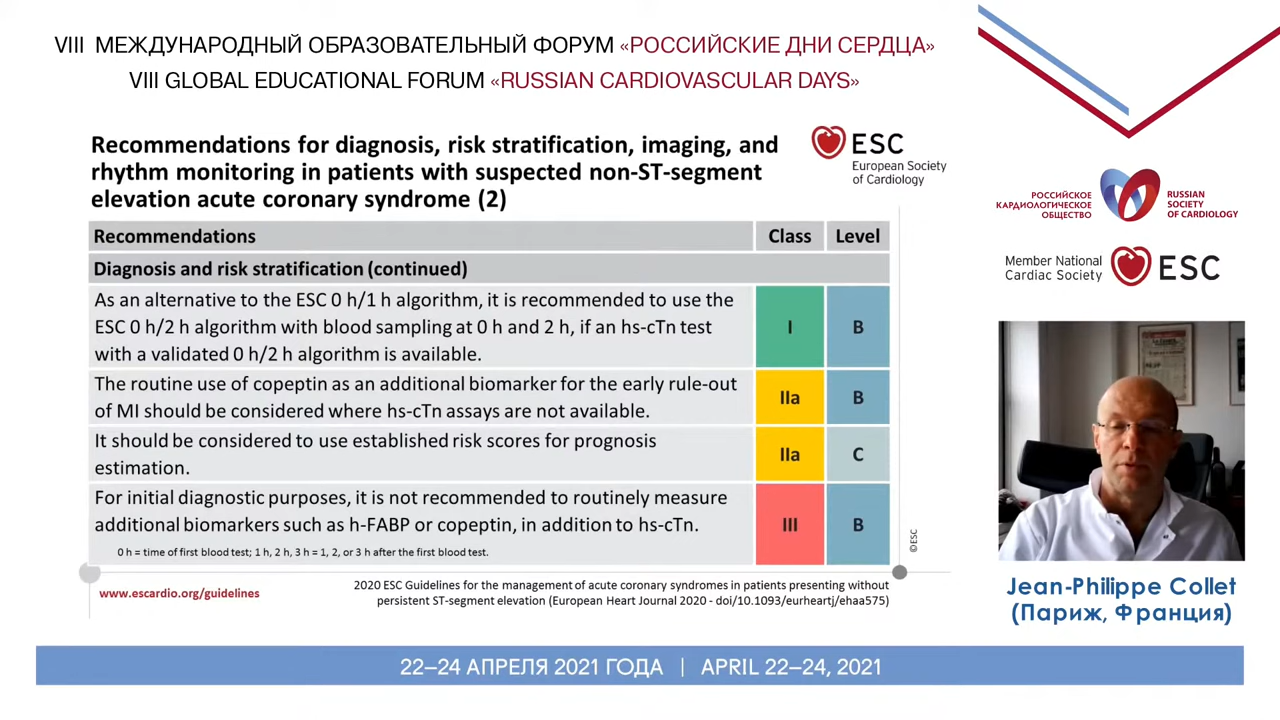 VIII МЕЖДУНАРОДНЫЙ ОБРАЗОВАТЕЛЬНЫЙ ФОРУМ «РОССИЙСКИЕ ДНИ СЕРДЦА»
VIII GLOBAL EDUCATIONAL FORUM «RUSSIAN CARDIOVASCULAR DAYS»
Recommendations for diagnosis, risk stratification, imaging, and
rhythm monitoring in patients with suspected non-ST-segment
elevation acute coronary syndrome (2)
ESC
European Society
of Cardiology
Recommendations Class Level
Diagnosis and risk stratification (continued)
As an alternative to the ESC 0 h/1 h algorithm, it is recommended to use the
ESC 0 h/2 h algorithm with blood sampling at 0 h and 2 h, if an hs-cTn test
with a validated 0 h/2 h algorithm is available.
I B
The routine use of copeptin as an additional biomarker for the early rule-out
of MI should be considered where hs-cTn assays are not available.
IIa B
It should be considered to use established risk scores for prognosis
estimation.
IIa C
For initial diagnostic purposes, it is not recommended to routinely measure
additional biomarkers such as h-FABP or copeptin, in addition to hs-cTn.
III B
0 h = time of first blood test; 1 h, 2 h, 3 h = 1, 2, or 3 h after the first blood test.
©ESC
www.escardio.org/guidelines
2020 ESC Guidelines for the management of acute coronary syndromes in patients presenting without
persistent ST-segment elevation (European Heart Journal 2020 - doi/10.1093/eurheartj/ehaa575)
РОССИЙСКОЕ
КАРДИОЛОГИЧЕСКОЕ
ОБЩЕСТВО
RUSSIAN
SOCIETY
OF CARDIOLOGY
Member National
Cardiac Society
ESC
Jean-Philippe Collet
(Париж, Франция)
22–24 АПРЕЛЯ 2021 ГОДА | APRIL 22–24, 2021